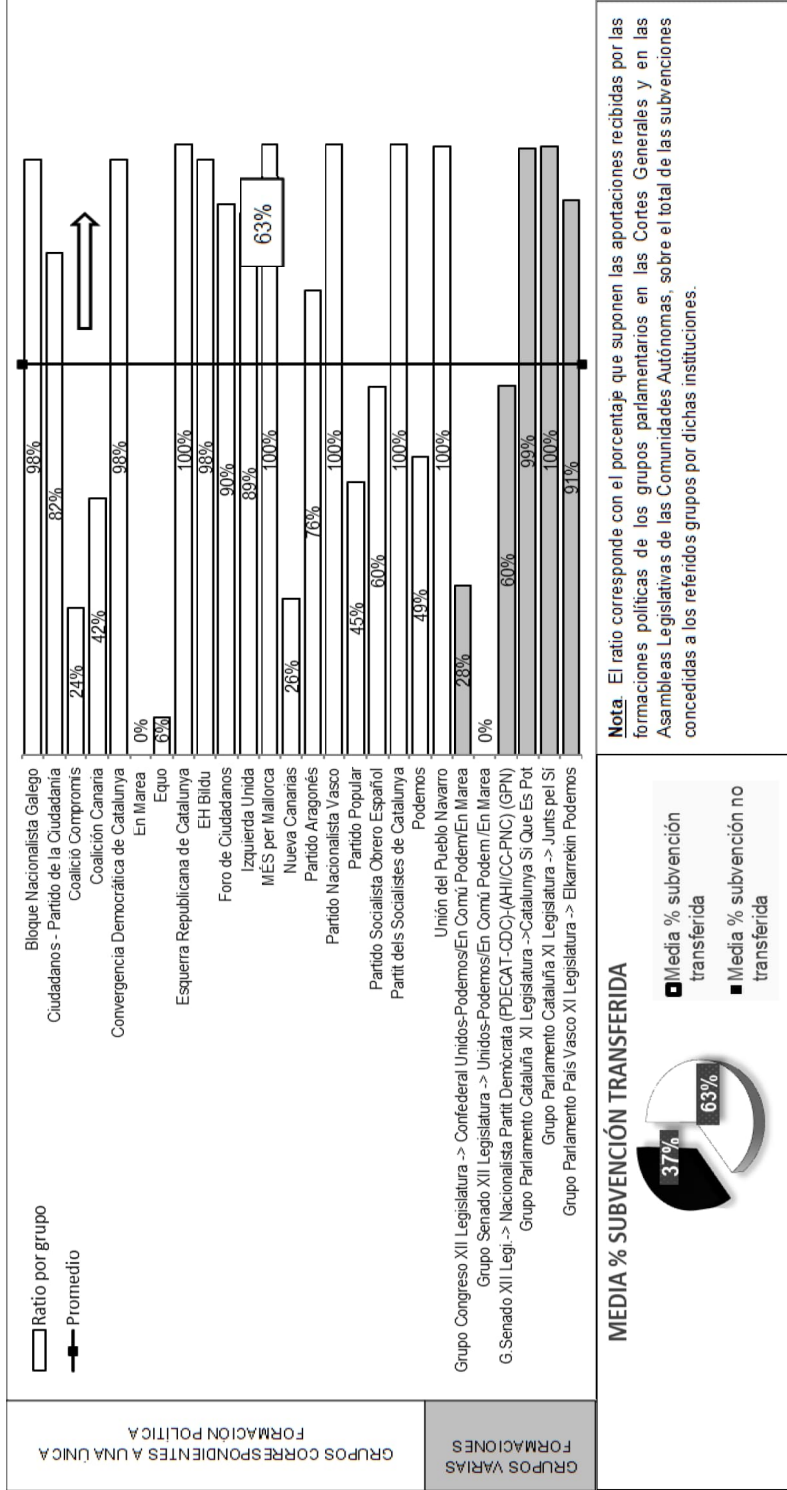 Ratio por grupo
Promedio
GRUPOS CORRESPONDIENTES A UNA ÚNICA
FORMACIÓN POLÍTICA
Bloque Nacionalista Galego
98%
Ciudadanos - Partido de la Ciudadanía
82%
Coalició Compromis
24%
Coalición Canaria
42%
Convergencia Democrática de Catalunya
98%
En Marea
0%
Equo
6%
Esquerra Republicana de Catalunya
100%
EH Bildu
98%
Foro de Ciudadanos
90%
Izquierda Unida
89%
MÉS per Mallorca
100%
63%
Nueva Canarias
26%
Partido Aragonés
76%
Partido Nacionalista Vasco
100%
Partido Popular
45%
Partido Socialista Obrero Español
60%
Partit dels Socialistes de Catalunya
100%
Podemos
49%
Unión del Pueblo Navarro
100%
GRUPOS VARIAS
FORMACIONES
Grupo Congreso XII Legislatura -> Confederal Unidos-Podemos/En Comú Podem/En Marea
28%
Grupo Senado XII Legislatura -> Unidos-Podemos/En Comú Podem /En Marea
0%
G.Senado XII Legi.-> Nacionalista Partit Demòcrata (PDECAT-CDC)-(AHI/CC-PNC) (GPN)
60%
Grupo Parlamento Cataluña XI Legislatura ->Catalunya Sí Que Es Pot
99%
Grupo Parlamento Cataluña XI Legislatura -> Junts pel Sí
100%
Grupo Parlamento País Vasco XI Legislatura -> Elkarrekin Podemos
91%
MEDIA % SUBVENCIÓN TRANSFERIDA
37%
63%
Media % subvención
transferida
Media % subvención no
transferida
Nota. El ratio corresponde con el porcentaje que suponen las aportaciones recibidas por las
formaciones políticas de los grupos parlamentarios en las Cortes Generales y en las
Asambleas Legislativas de las Comunidades Autónomas, sobre el total de las subvenciones
concedidas a los referidos grupos por dichas instituciones.